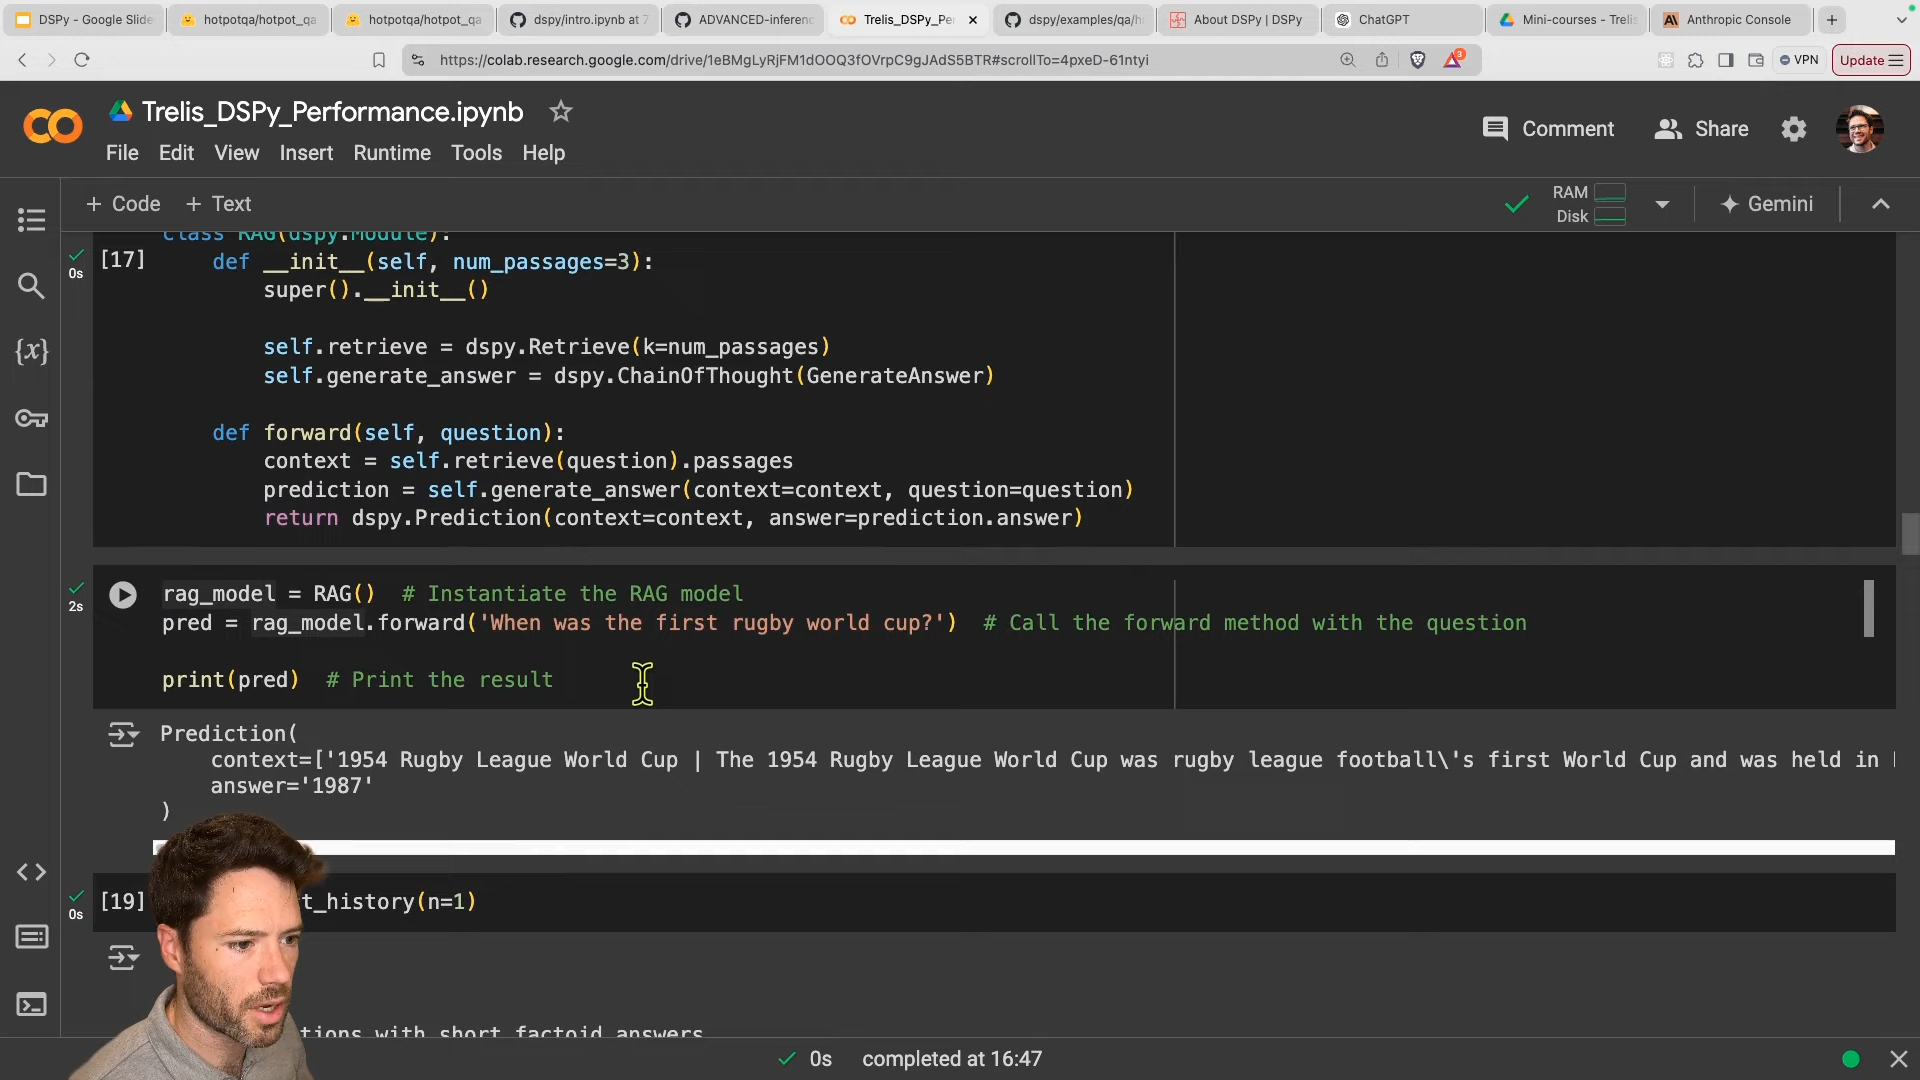 DSPy - Google Slide
hotpotqa/hotpot_qa
hotpotqa/hotpot_qa
dspy/intro.ipynb at 7
ADVANCED-inferenc
Trelis_DSPy_Per
dspy/examples/qa/h
About DSPy | DSPy
ChatGPT
Mini-courses - Trelis
Anthropic Console
https://colab.research.google.com/drive/1eBMgLyRjFM1dOOQ3fOVrpC9gJAdS5BTR#scrollTo=4pxeD-61ntyi
3
VPN
Update
Trelis_DSPy_Performance.ipynb
Comment
Share
File Edit View Insert Runtime Tools Help
+ Code + Text
RAM
Disk
Gemini
class RAG(dspy.Module):
[17] def __init__(self, num_passages=3):
0s
super().__init__()
self.retrieve = dspy.Retrieve(k=num_passages)
self.generate_answer = dspy.ChainOfThought(GenerateAnswer)
def forward(self, question):
context = self.retrieve(question).passages
prediction = self.generate_answer(context=context, question=question)
return dspy.Prediction(context=context, answer=prediction.answer)
rag_model = RAG() # Instantiate the RAG model
2s
pred = rag_model.forward('When was the first rugby world cup?') # Call the forward method with the question
print(pred) # Print the result
Prediction(
context=['1954 Rugby League World Cup | The 1954 Rugby League World Cup was rugby league football\'s first World Cup and was held in
answer='1987'
)
[19] t_history(n=1)
0s
tions with short factoid answers
0s completed at 16:47